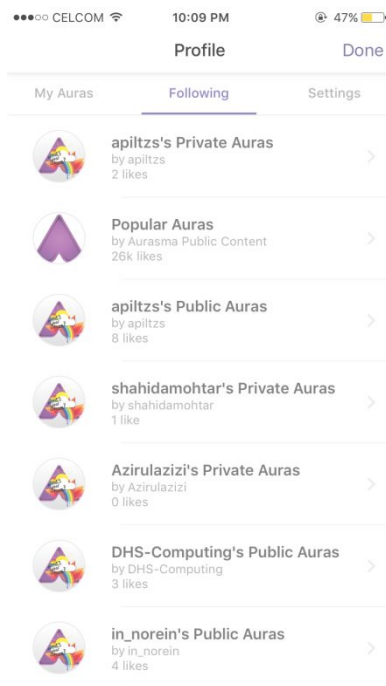 CELCOM 10:09 PM 47%
Profile Done
My Auras Following Settings
apiltzs's Private Auras
by apiltzs
2 likes
Popular Auras
by Aurasma Public Content
26k likes
apiltzs's Public Auras
by apiltzs
8 likes
shahidamohtar's Private Auras
by shahidamohtar
1 like
Azirulazizi's Private Auras
by Azirulazizi
0 likes
DHS-Computing's Public Auras
by DHS-Computing
3 likes
in_norein's Public Auras
by in_norein
4 likes